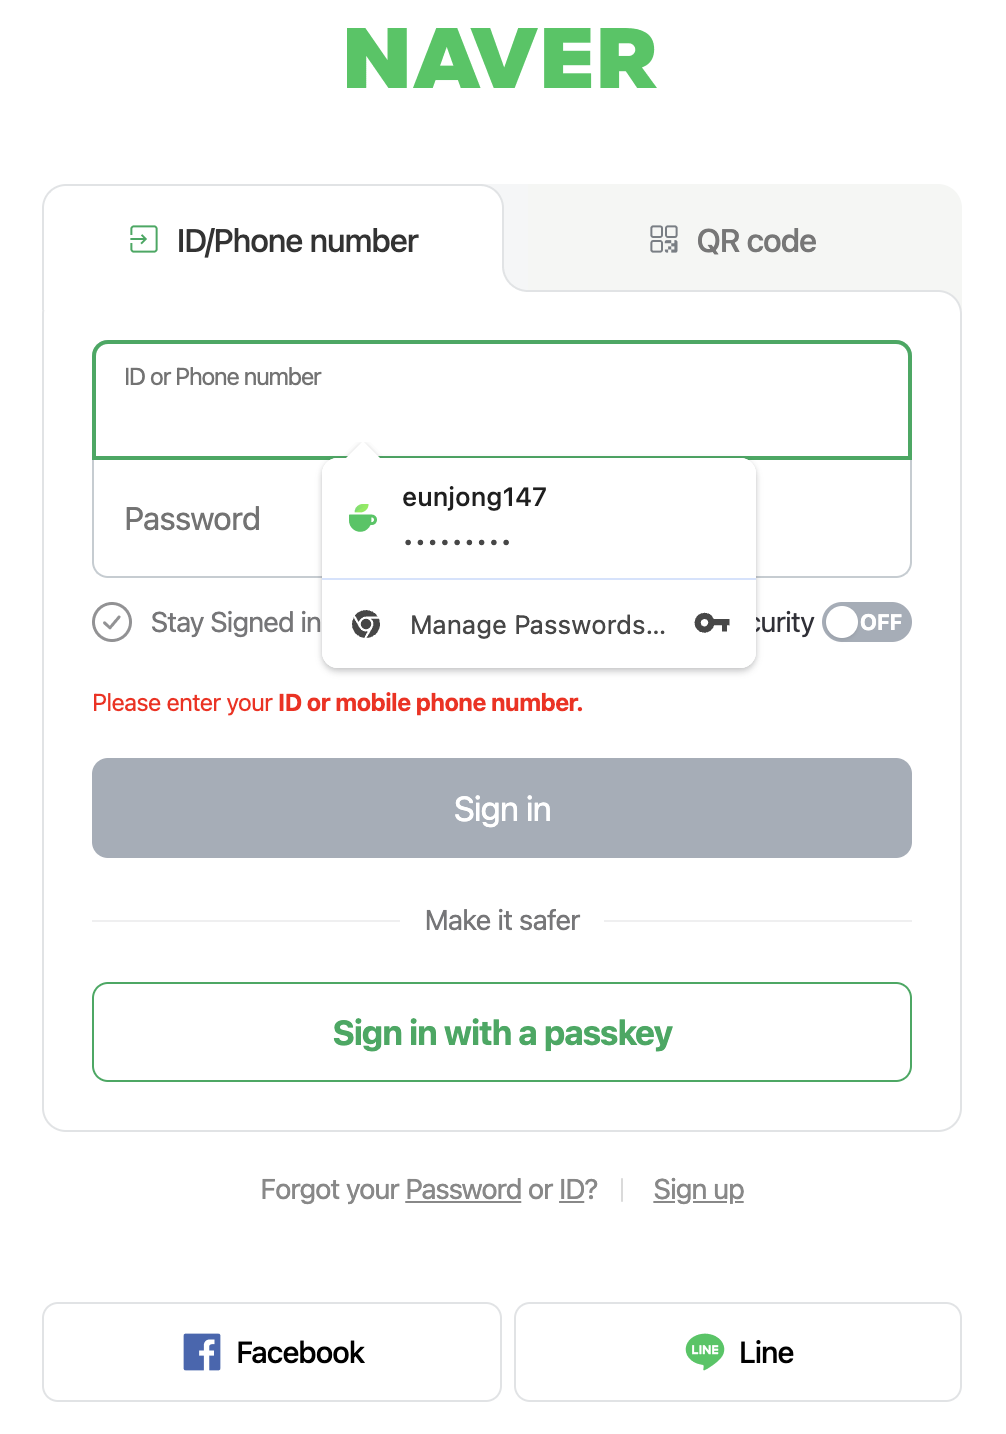 NAVER
ID/Phone number
QR code
ID or Phone number
eunjong147
•••••••••
Password
Manage Passwords...
Stay Signed in
curity
OFF
Please enter your ID or mobile phone number.
Sign in
Make it safer
Sign in with a passkey
Forgot your Password or ID? | Sign up
Facebook
LINE Line